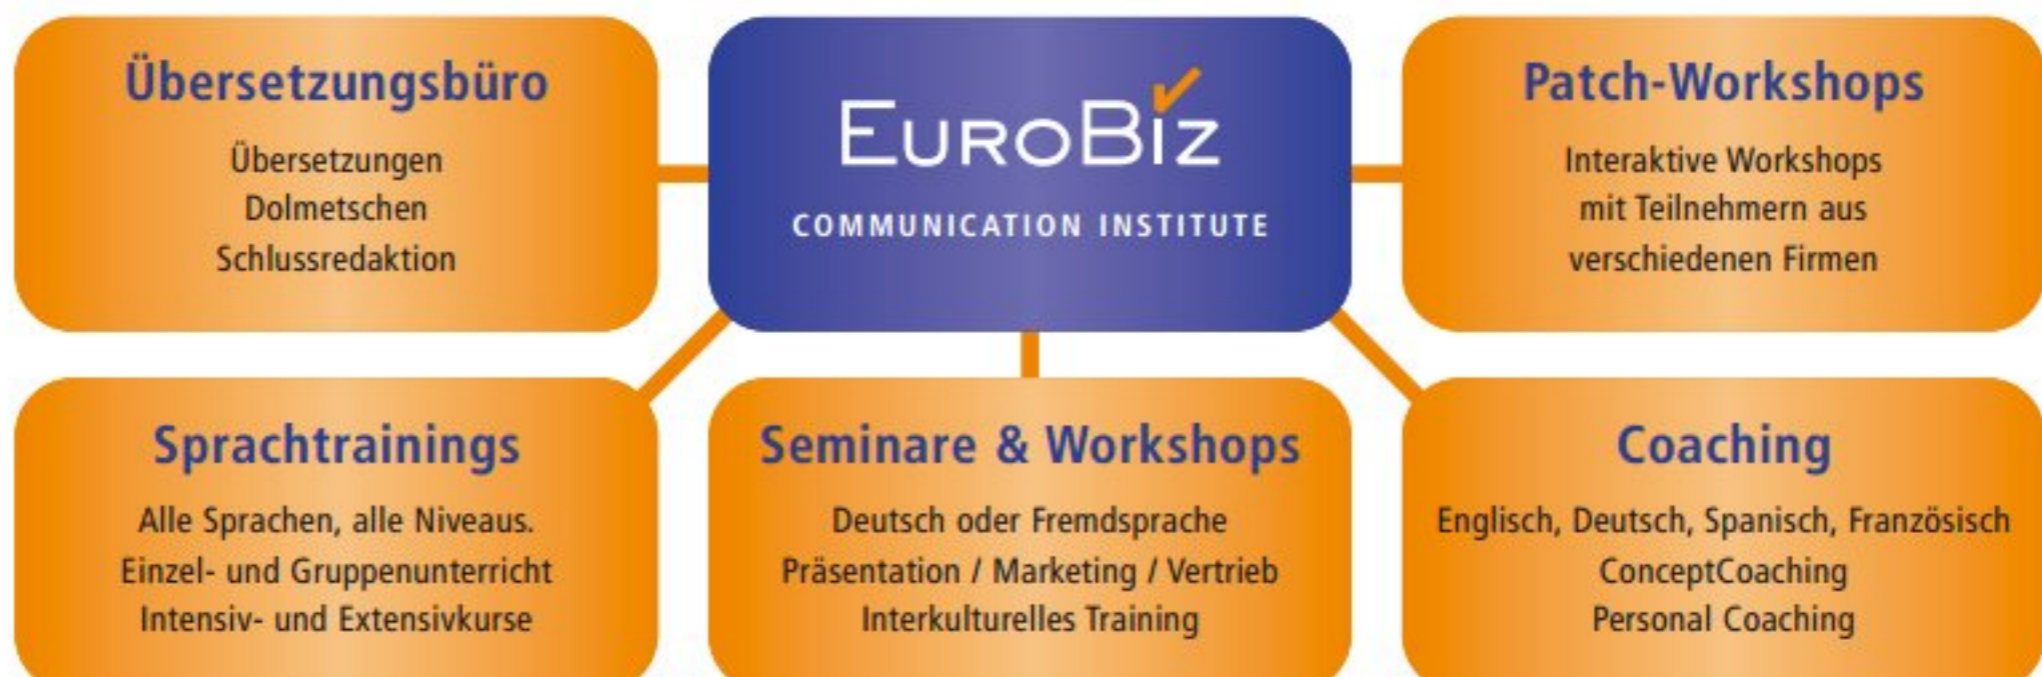 Übersetzungsbüro
Übersetzungen
Dolmetschen
Schlussredaktion
EUROBIZ
COMMUNICATION INSTITUTE
Patch-Workshops
Interaktive Workshops
mit Teilnehmern aus
verschiedenen Firmen
Sprachtrainings
Alle Sprachen, alle Niveaus.
Einzel- und Gruppenunterricht
Intensiv- und Extensivkurse
Seminare & Workshops
Deutsch oder Fremdsprache
Präsentation / Marketing / Vertrieb
Interkulturelles Training
Coaching
Englisch, Deutsch, Spanisch, Französisch
ConceptCoaching
Personal Coaching